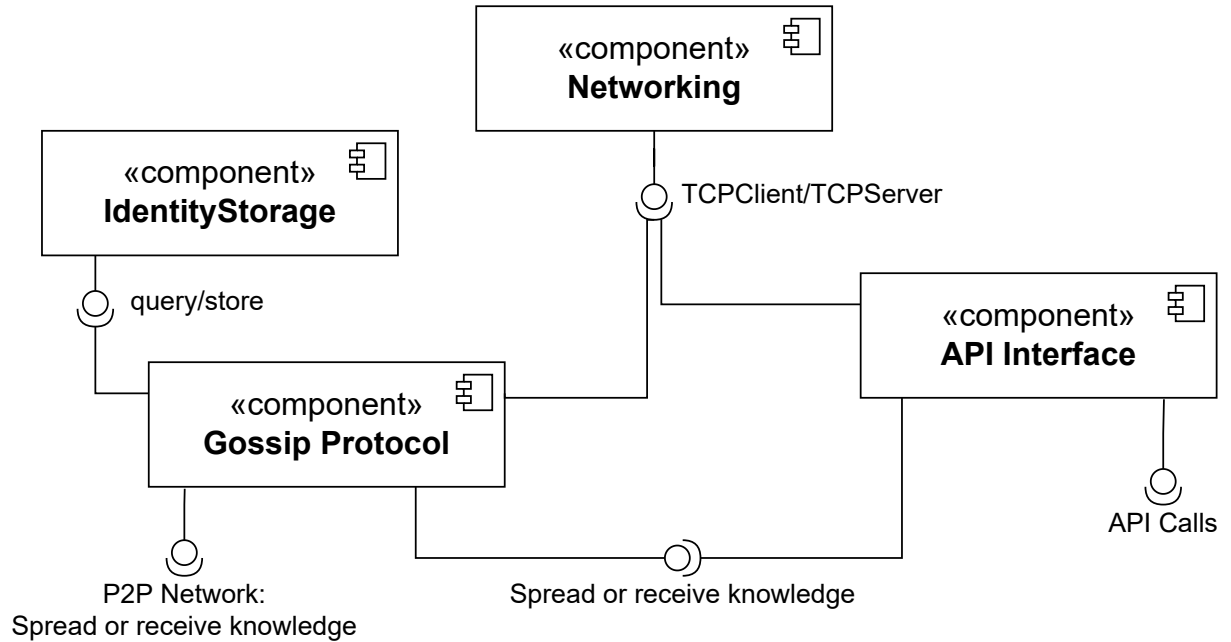 «component»
Networking
«component»
IdentityStorage
TCPClient/TCPServer
query/store
«component»
API Interface
«component»
Gossip Protocol
API Calls
P2P Network:
Spread or receive knowledge
Spread or receive knowledge